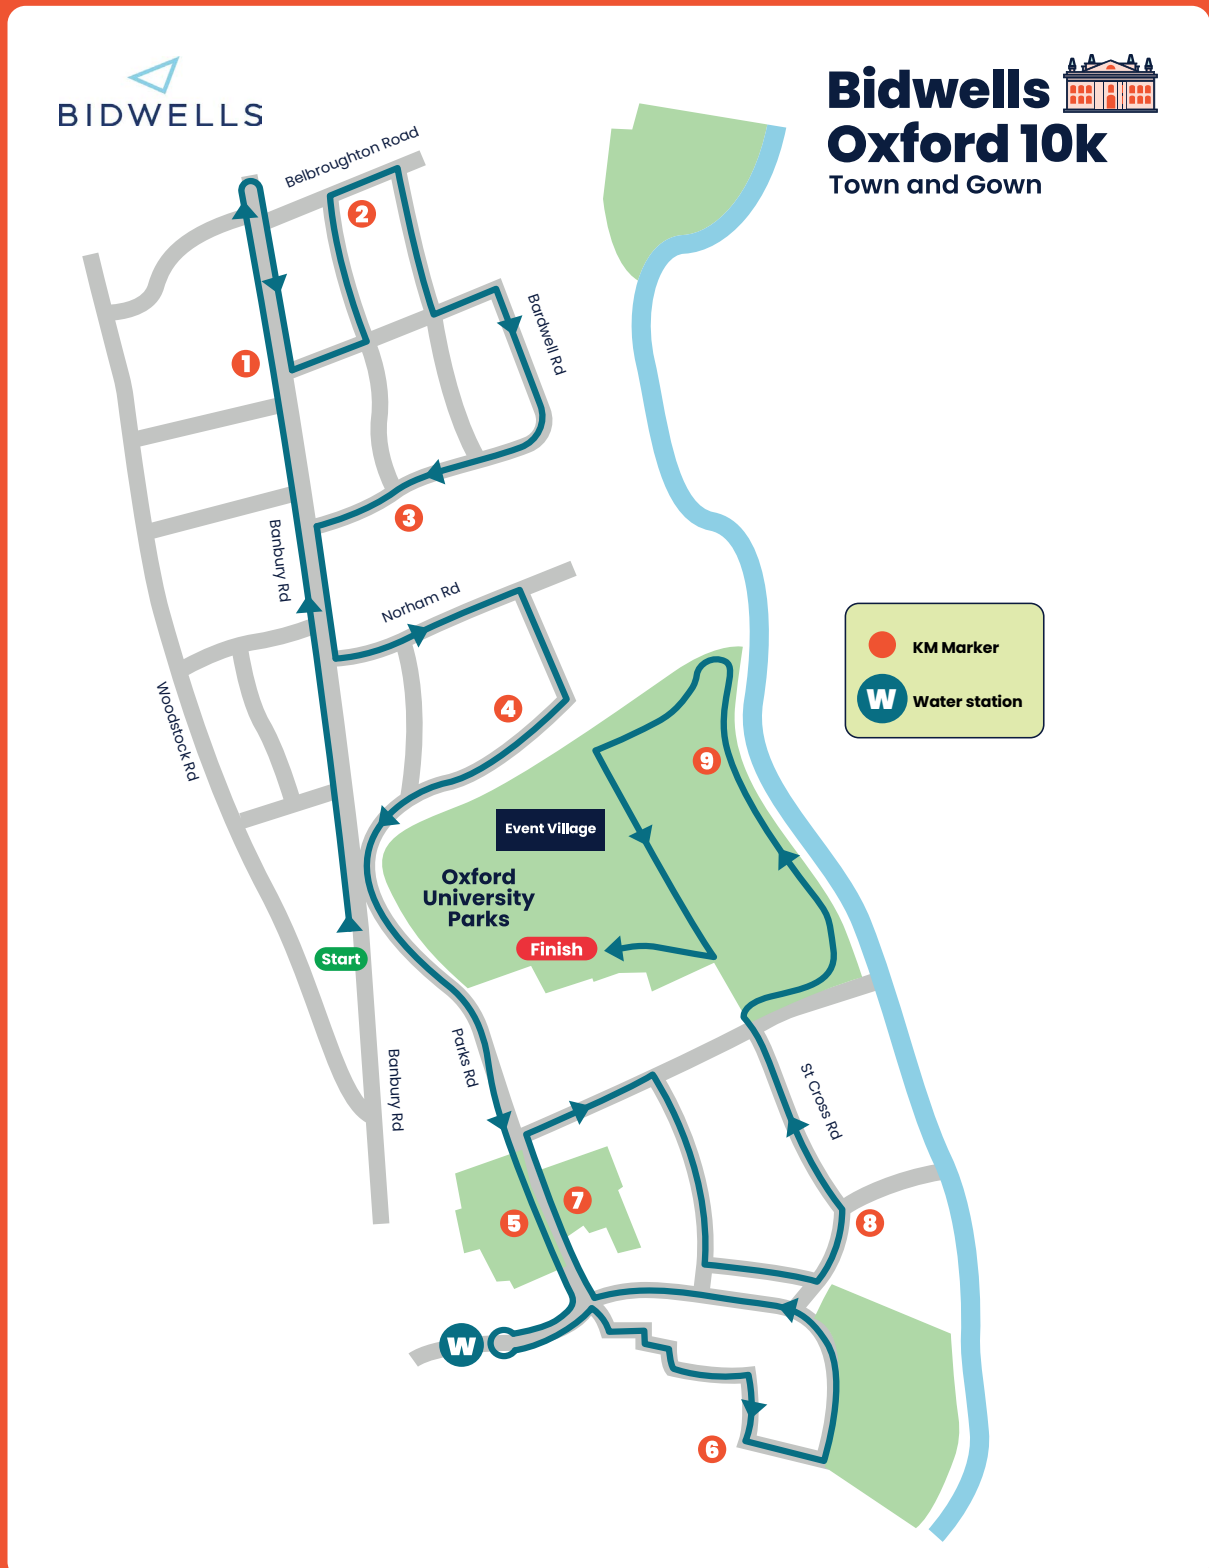 BIDWELLS
Bidwells
Oxford 10k
Town and Gown
Belbroughton Road
2
Bardwell Rd
1
3
Banbury Rd
Norham Rd
KM Marker
W Water station
Woodstock Rd
4
9
Event Village
Oxford
University
Parks
Finish
Start
Parks Rd
Banbury Rd
St Cross Rd
7
5
8
W
6